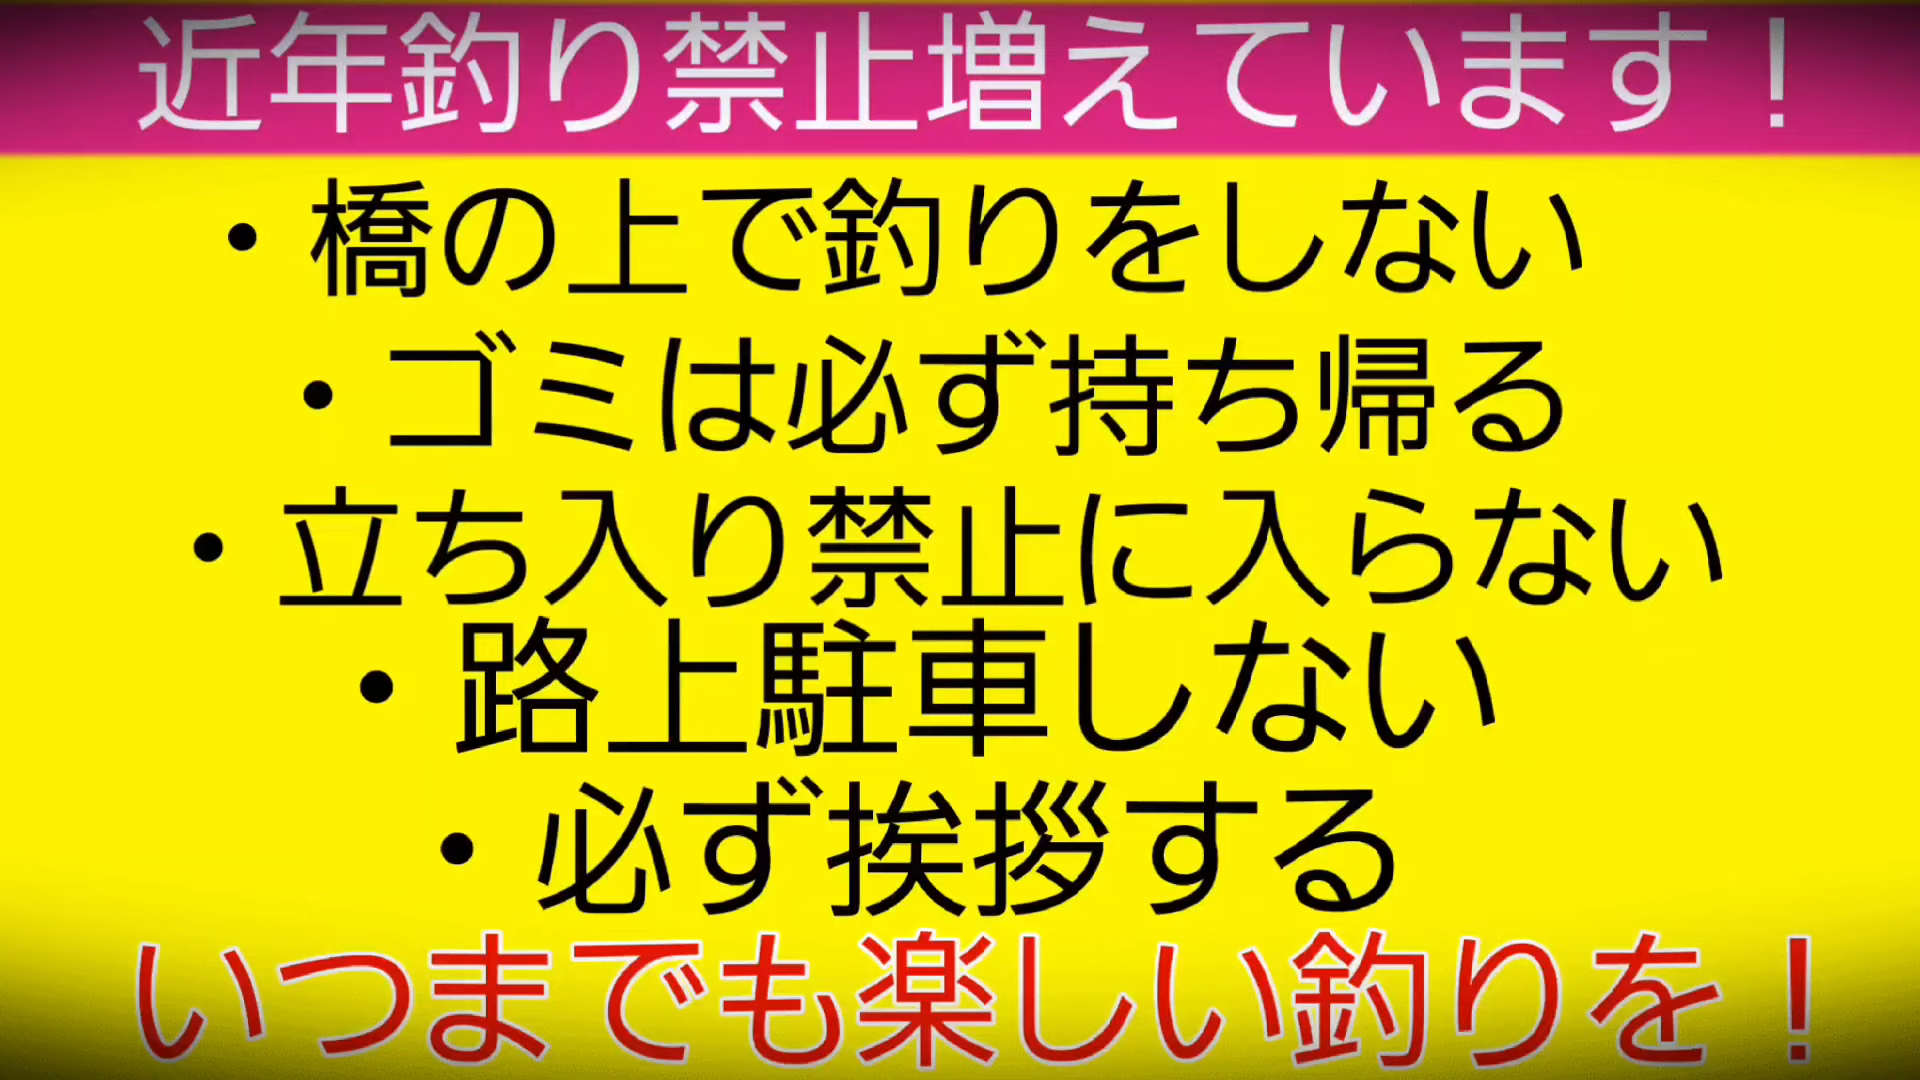 近年釣り禁止増えています！
・橋の上で釣りをしない
・ゴミは必ず持ち帰る
・立ち入り禁止に入らない
・路上駐車しない
・必ず挨拶する
いつまでも楽しい釣りを！